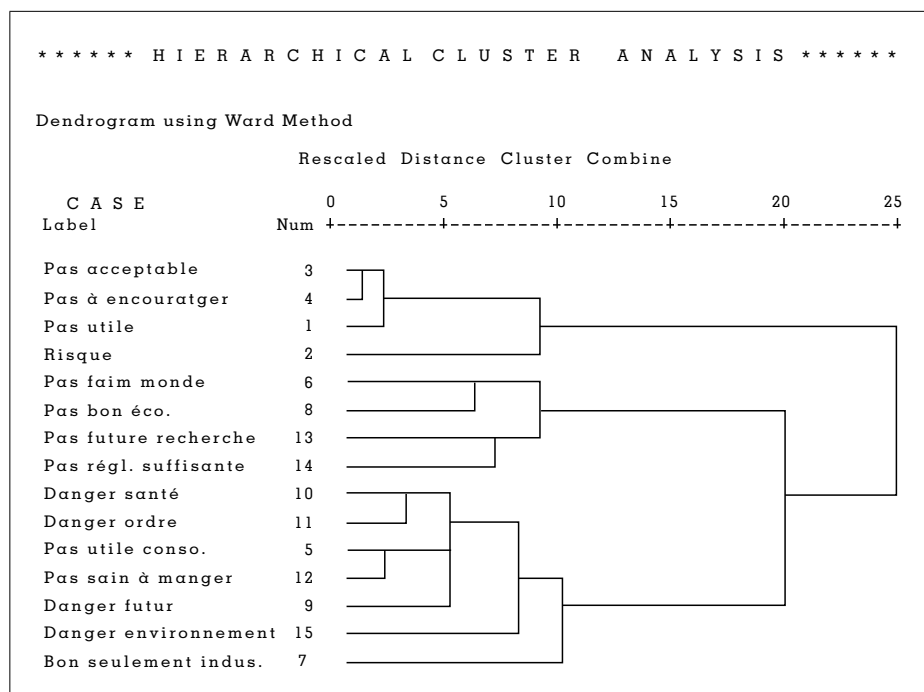 * * * * * * H I E R A R C H I C A L C L U S T E R A N A L Y S I S * * * * * *
Dendrogram using Ward Method
Rescaled Distance Cluster Combine
C A S E 0 5 10 15 20 25
Label Num +---------+---------+---------+---------+---------+
Pas acceptable 3
Pas à encouratger 4
Pas utile 1
Risque 2
Pas faim monde 6
Pas bon éco. 8
Pas future recherche 13
Pas régl. suffisante 14
Danger santé 10
Danger ordre 11
Pas utile conso. 5
Pas sain à manger 12
Danger futur 9
Danger environnement 15
Bon seulement indus. 7